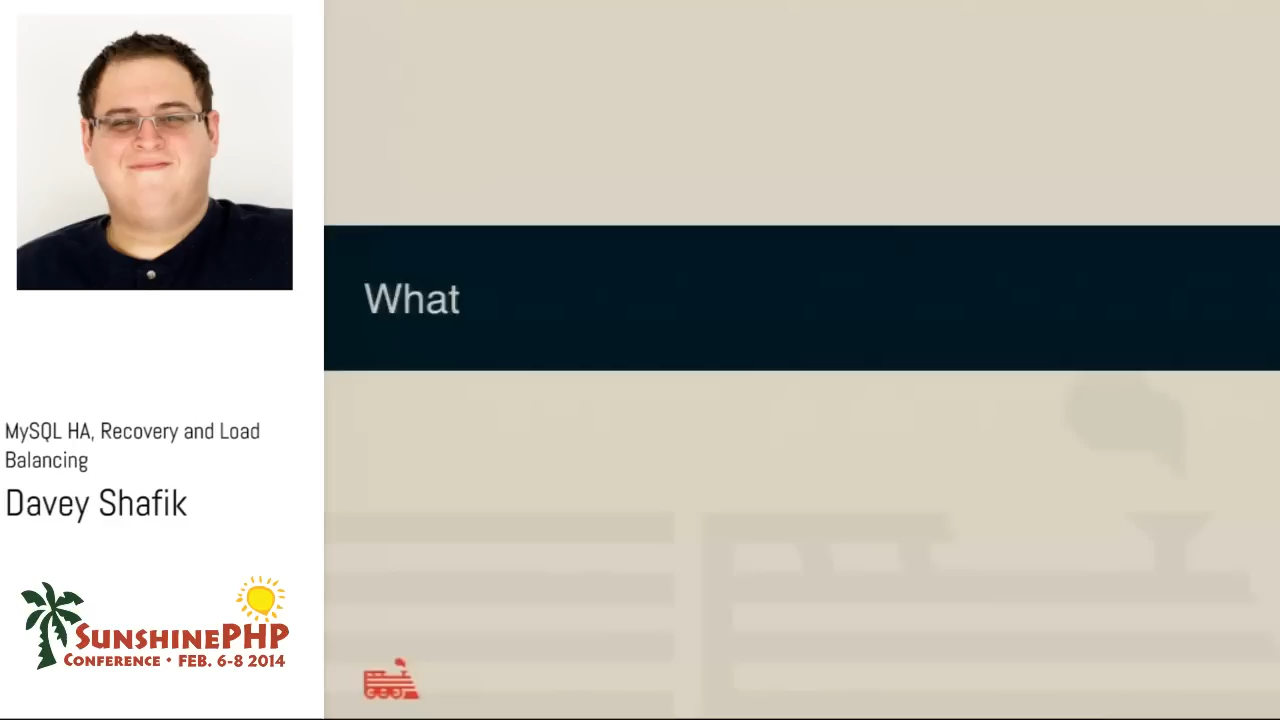 What
MySQL HA, Recovery and Load
Balancing
Davey Shafik
SUNSHINEPHP
CONFERENCE • FEB. 6-8 2014